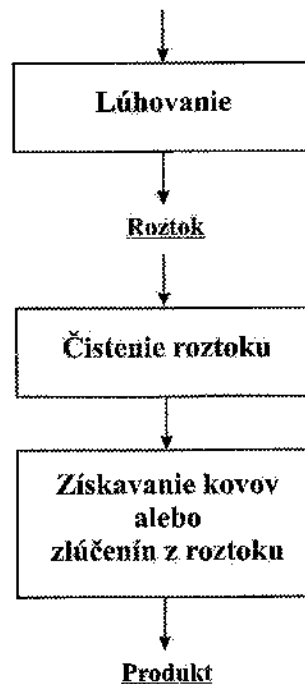 Lúhovanie
Roztok
Čistenie roztoku
Získavanie kovov
alebo
zlúčenín z roztoku
Produkt